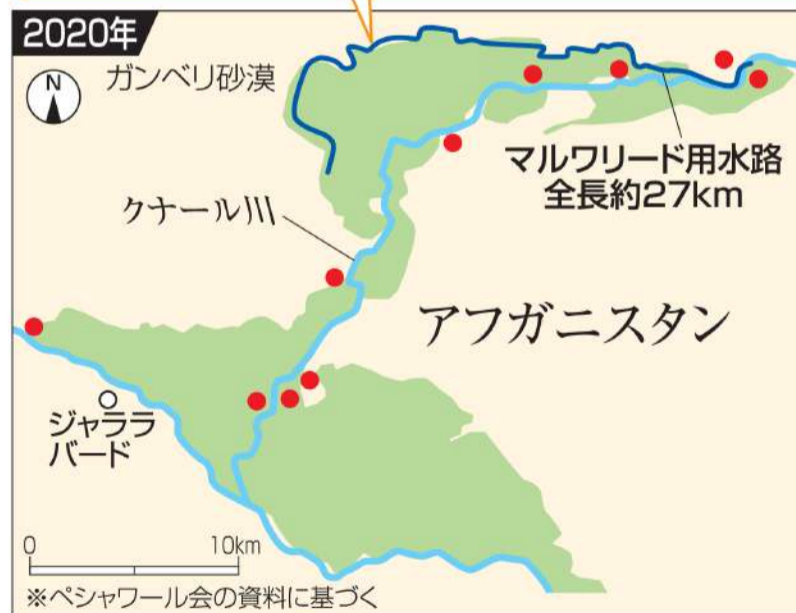 2020年
N
ガンベリ砂漠
マルワリード用水路
全長約27km
クナール川
アフガニスタン
ジャララ
バード
0 10km
※ペシャワール会の資料に基づく